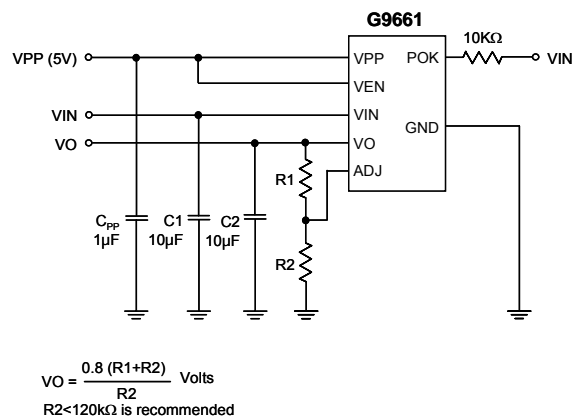 G9661
10KΩ
VPP (5V)
VPP
POK
VIN
VEN
VIN
VIN
GND
VO
VO
R1
ADJ
CPP
1µF
C1
10µF
C2
10µF
R2
VO = 0.8 (R1+R2) / R2 Volts
R2<120kΩ is recommended